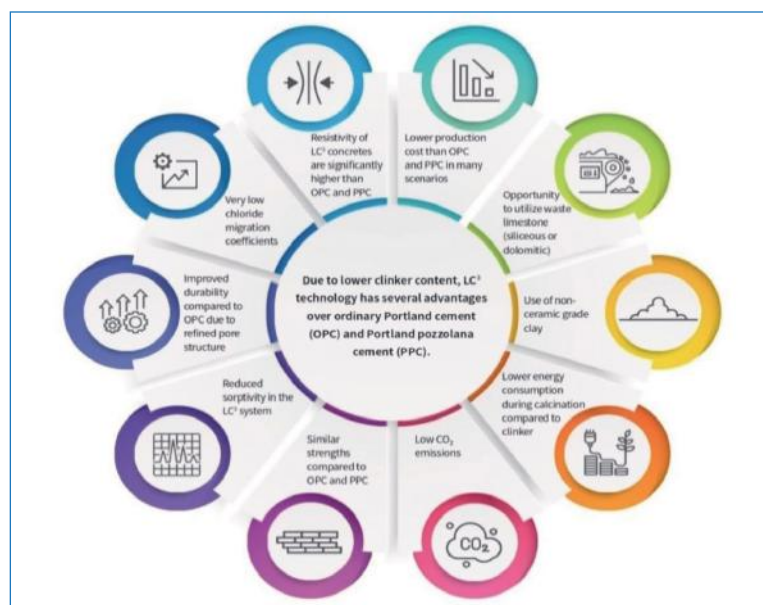 Due to lower clinker content, LC³
technology has several advantages
over ordinary Portland cement
(OPC) and Portland pozzolana
cement (PPC).
Lower production
cost than OPC
and PPC in many
scenarios
Opportunity
to utilize waste
limestone
(siliceous or
dolomitic)
Use of non-
ceramic grade
clay
Lower energy
consumption
during calcination
compared to
clinker
Low CO₂
emissions
CO₂
Similar
strengths
compared to
OPC and PPC
Reduced
sorptivity in the
LC³ system
Improved
durability
compared to
OPC due to
refined pore
structure
Very low
chloride
migration
coefficients
Resistivity of
LC³ concretes
are significantly
higher than
OPC and PPC